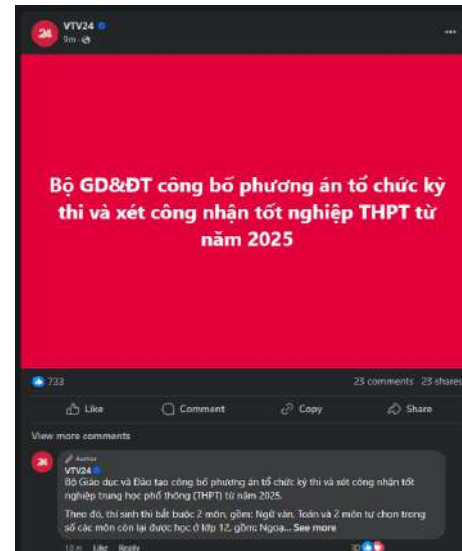 24
VTV24
9m
Bộ GD&ĐT công bố phương án tổ chức kỳ
thi và xét công nhận tốt nghiệp THPT từ
năm 2025
733
23 comments 23 shares
Like Comment Copy Share
View more comments
24
Author
VTV24
Bộ Giáo dục và Đào tạo công bố phương án tổ chức kỳ thi và xét công nhận tốt
nghiệp trung học phổ thông (THPT) từ năm 2025.
Theo đó, thí sinh thi bắt buộc 2 môn, gồm: Ngữ văn, Toán và 2 môn tự chọn trong
số các môn còn lại được học ở lớp 12, gồm: Ngoạ... See more
10 m Like Reply
30